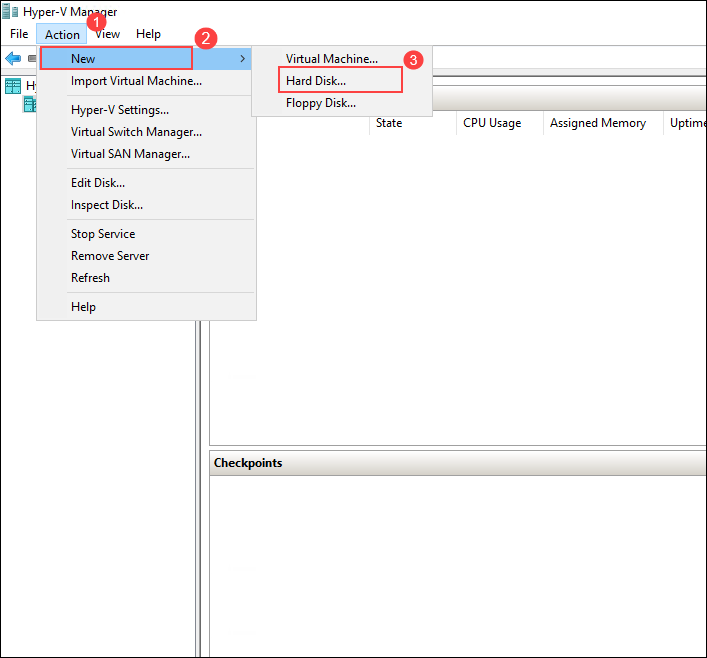 Hyper-V Manager
1
File Action View Help
2
New
Virtual Machine...
3
Import Virtual Machine...
Hard Disk...
Floppy Disk...
Hyper-V Settings...
State CPU Usage Assigned Memory Uptime
Virtual Switch Manager...
Virtual SAN Manager...
Edit Disk...
Inspect Disk...
Stop Service
Remove Server
Refresh
Help
Checkpoints